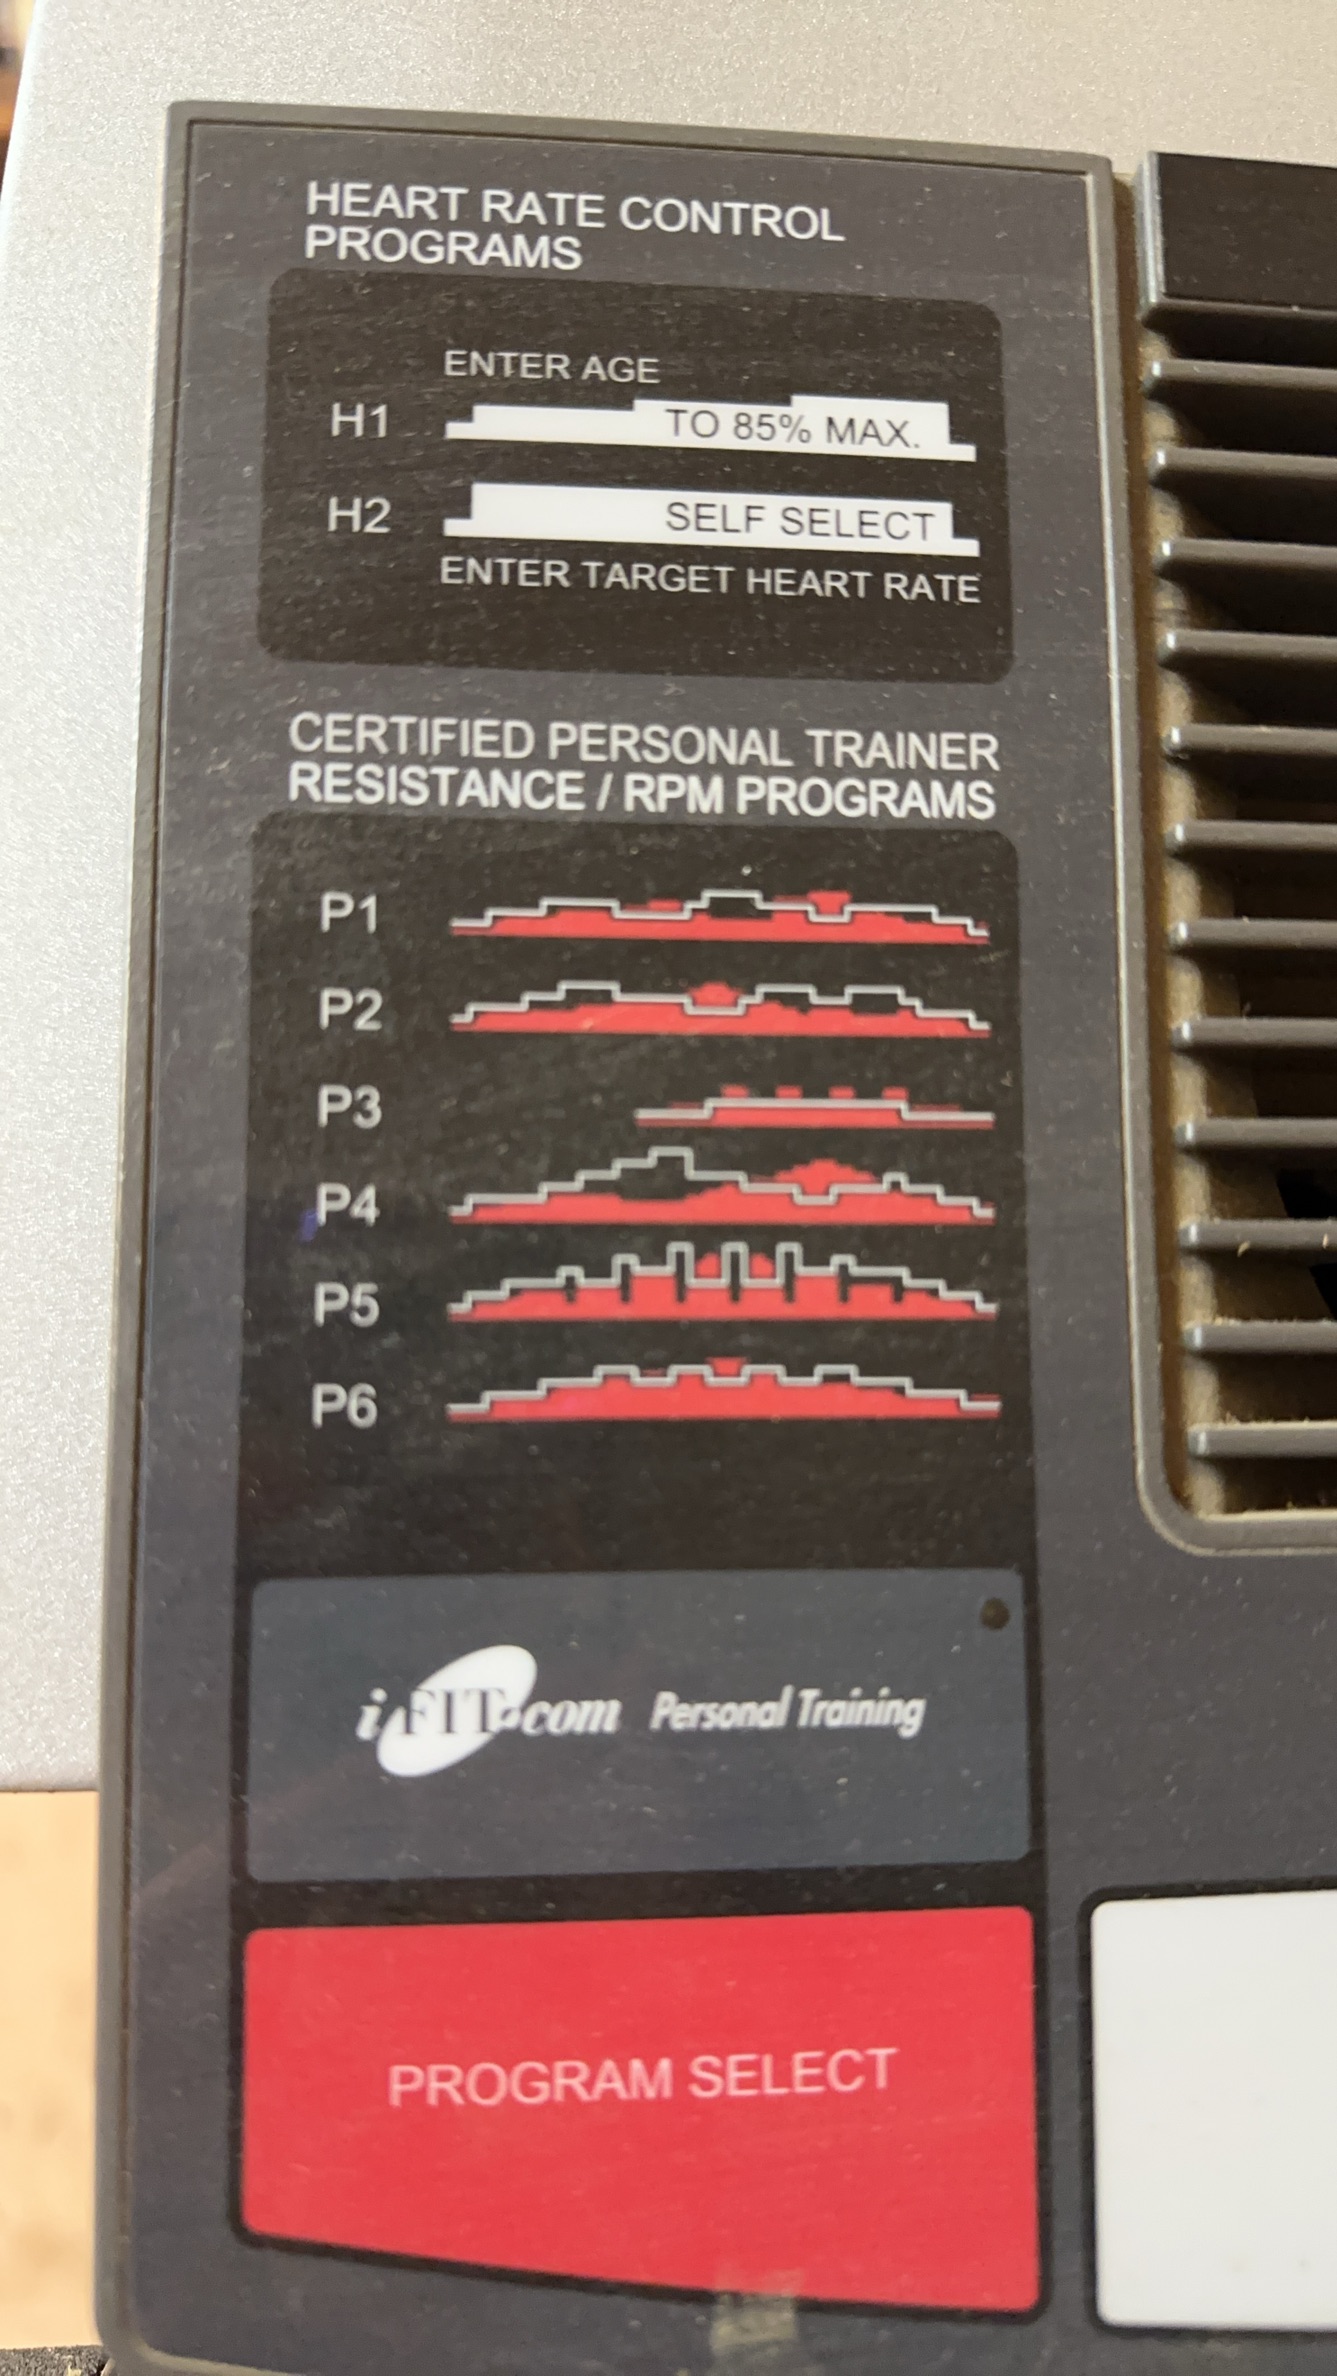 HEART RATE CONTROL
PROGRAMS
ENTER AGE
H1 TO 85% MAX.
H2 SELF SELECT
ENTER TARGET HEART RATE
CERTIFIED PERSONAL TRAINER
RESISTANCE / RPM PROGRAMS
P1
P2
P3
P4
P5
P6
iFIT.com Personal Training
PROGRAM SELECT